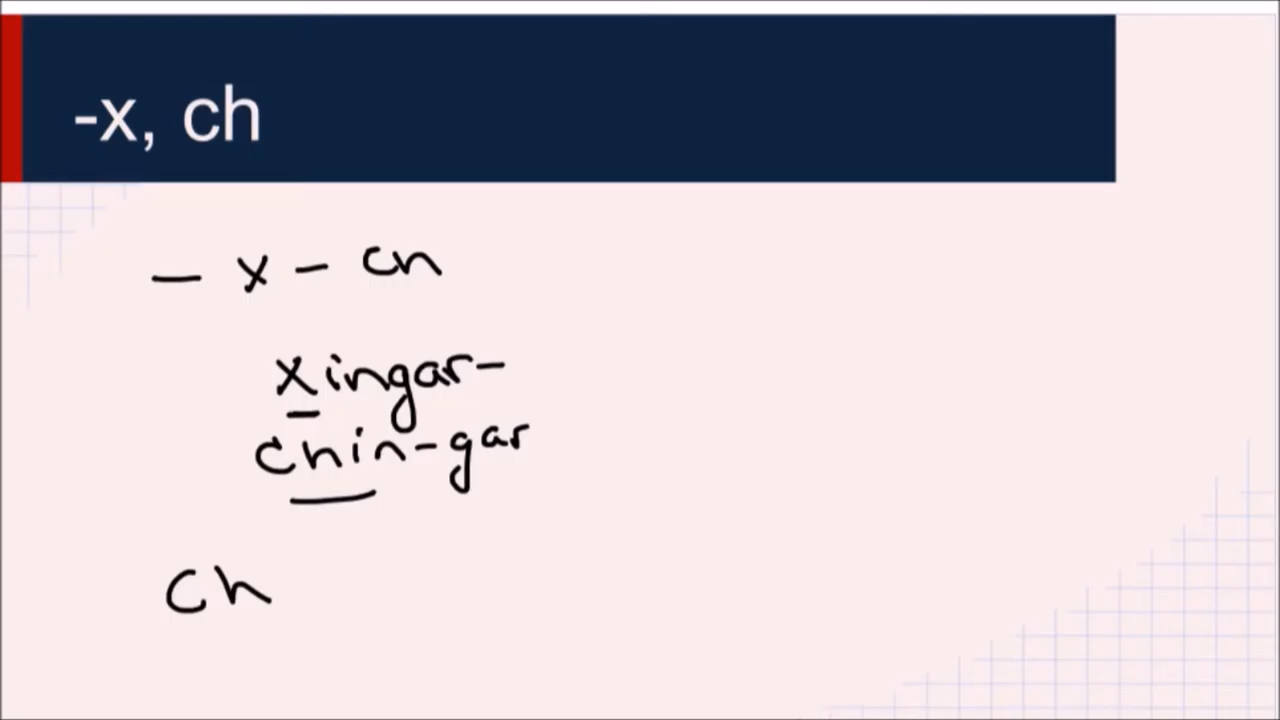 -x, ch
- x - ch
xingar-
chin-gar
ch